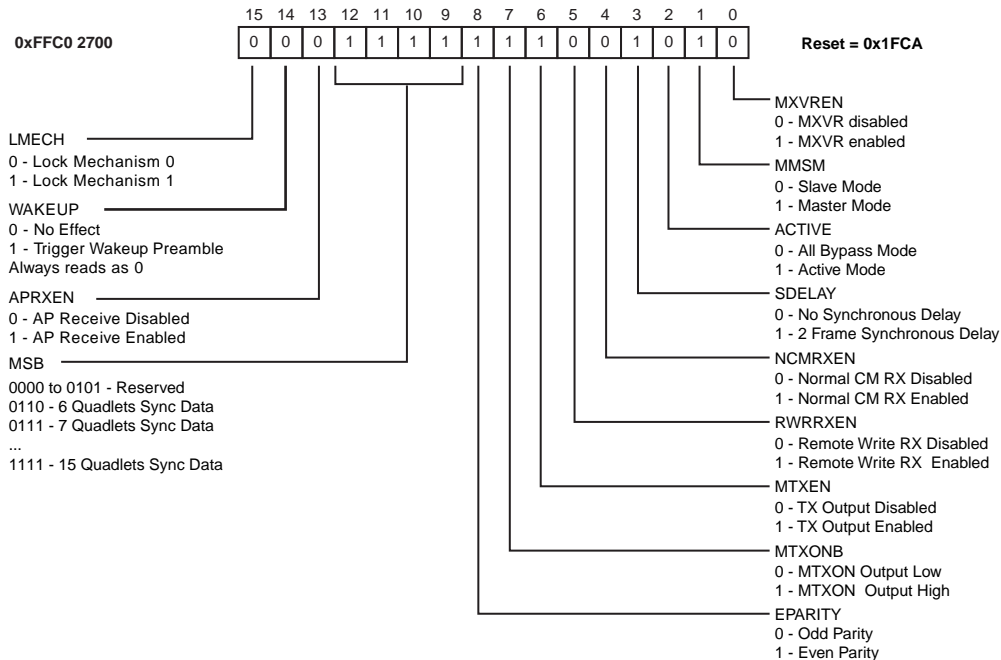 15 14 13 12 11 10 9 8 7 6 5 4 3 2 1 0
0xFFC0 2700
0 0 0 1 1 1 1 1 1 1 0 0 1 0 1 0
Reset = 0x1FCA
LMECH
0 - Lock Mechanism 0
1 - Lock Mechanism 1
WAKEUP
0 - No Effect
1 - Trigger Wakeup Preamble
Always reads as 0
APRXEN
0 - AP Receive Disabled
1 - AP Receive Enabled
MSB
0000 to 0101 - Reserved
0110 - 6 Quadlets Sync Data
0111 - 7 Quadlets Sync Data
...
1111 - 15 Quadlets Sync Data
MXVREN
0 - MXVR disabled
1 - MXVR enabled
MMSM
0 - Slave Mode
1 - Master Mode
ACTIVE
0 - All Bypass Mode
1 - Active Mode
SDELAY
0 - No Synchronous Delay
1 - 2 Frame Synchronous Delay
NCMRXEN
0 - Normal CM RX Disabled
1 - Normal CM RX Enabled
RWRRXEN
0 - Remote Write RX Disabled
1 - Remote Write RX Enabled
MTXEN
0 - TX Output Disabled
1 - TX Output Enabled
MTXONB
0 - MTXON Output Low
1 - MTXON Output High
EPARITY
0 - Odd Parity
1 - Even Parity